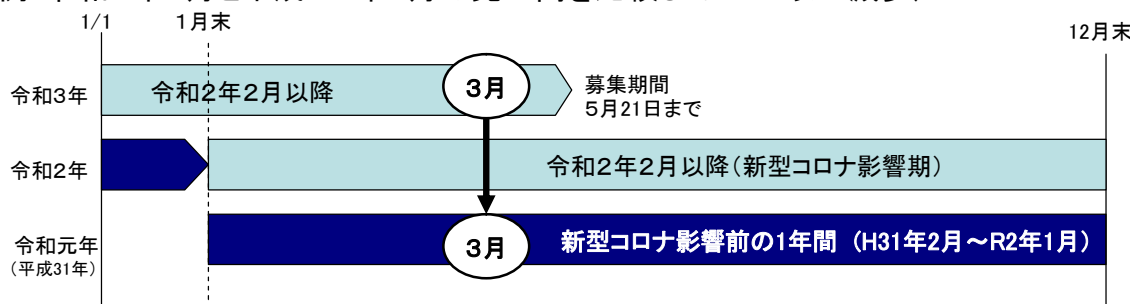 1/1
1月末
12月末
令和3年
令和2年2月以降
3月
募集期間
5月21日まで
令和2年
令和2年2月以降(新型コロナ影響期)
令和元年
(平成31年)
3月
新型コロナ影響前の1年間 (H31年2月~R2年1月)